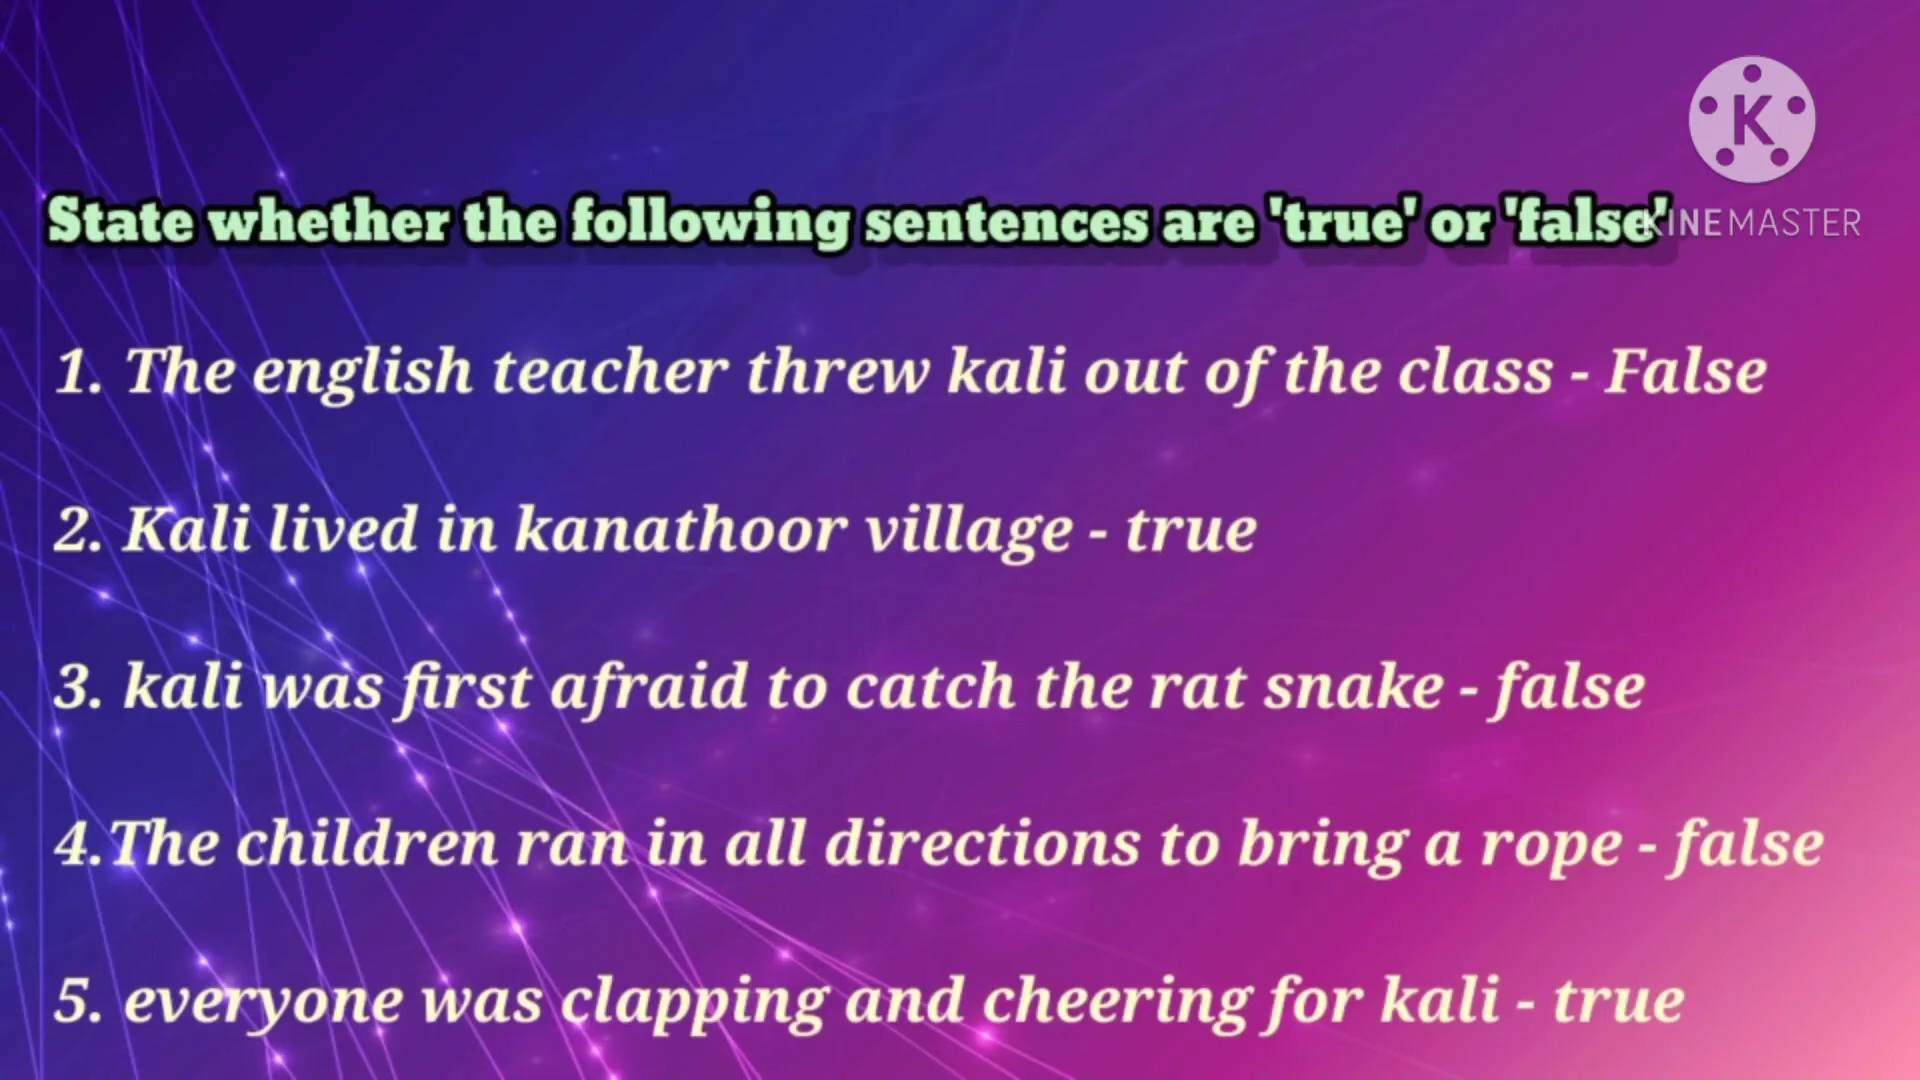 K
State whether the following sentences are 'true' or 'false'
KINEMASTER
1. The english teacher threw kali out of the class - False
2. Kali lived in kanathoor village - true
3. kali was first afraid to catch the rat snake - false
4.The children ran in all directions to bring a rope - false
5. everyone was clapping and cheering for kali - true